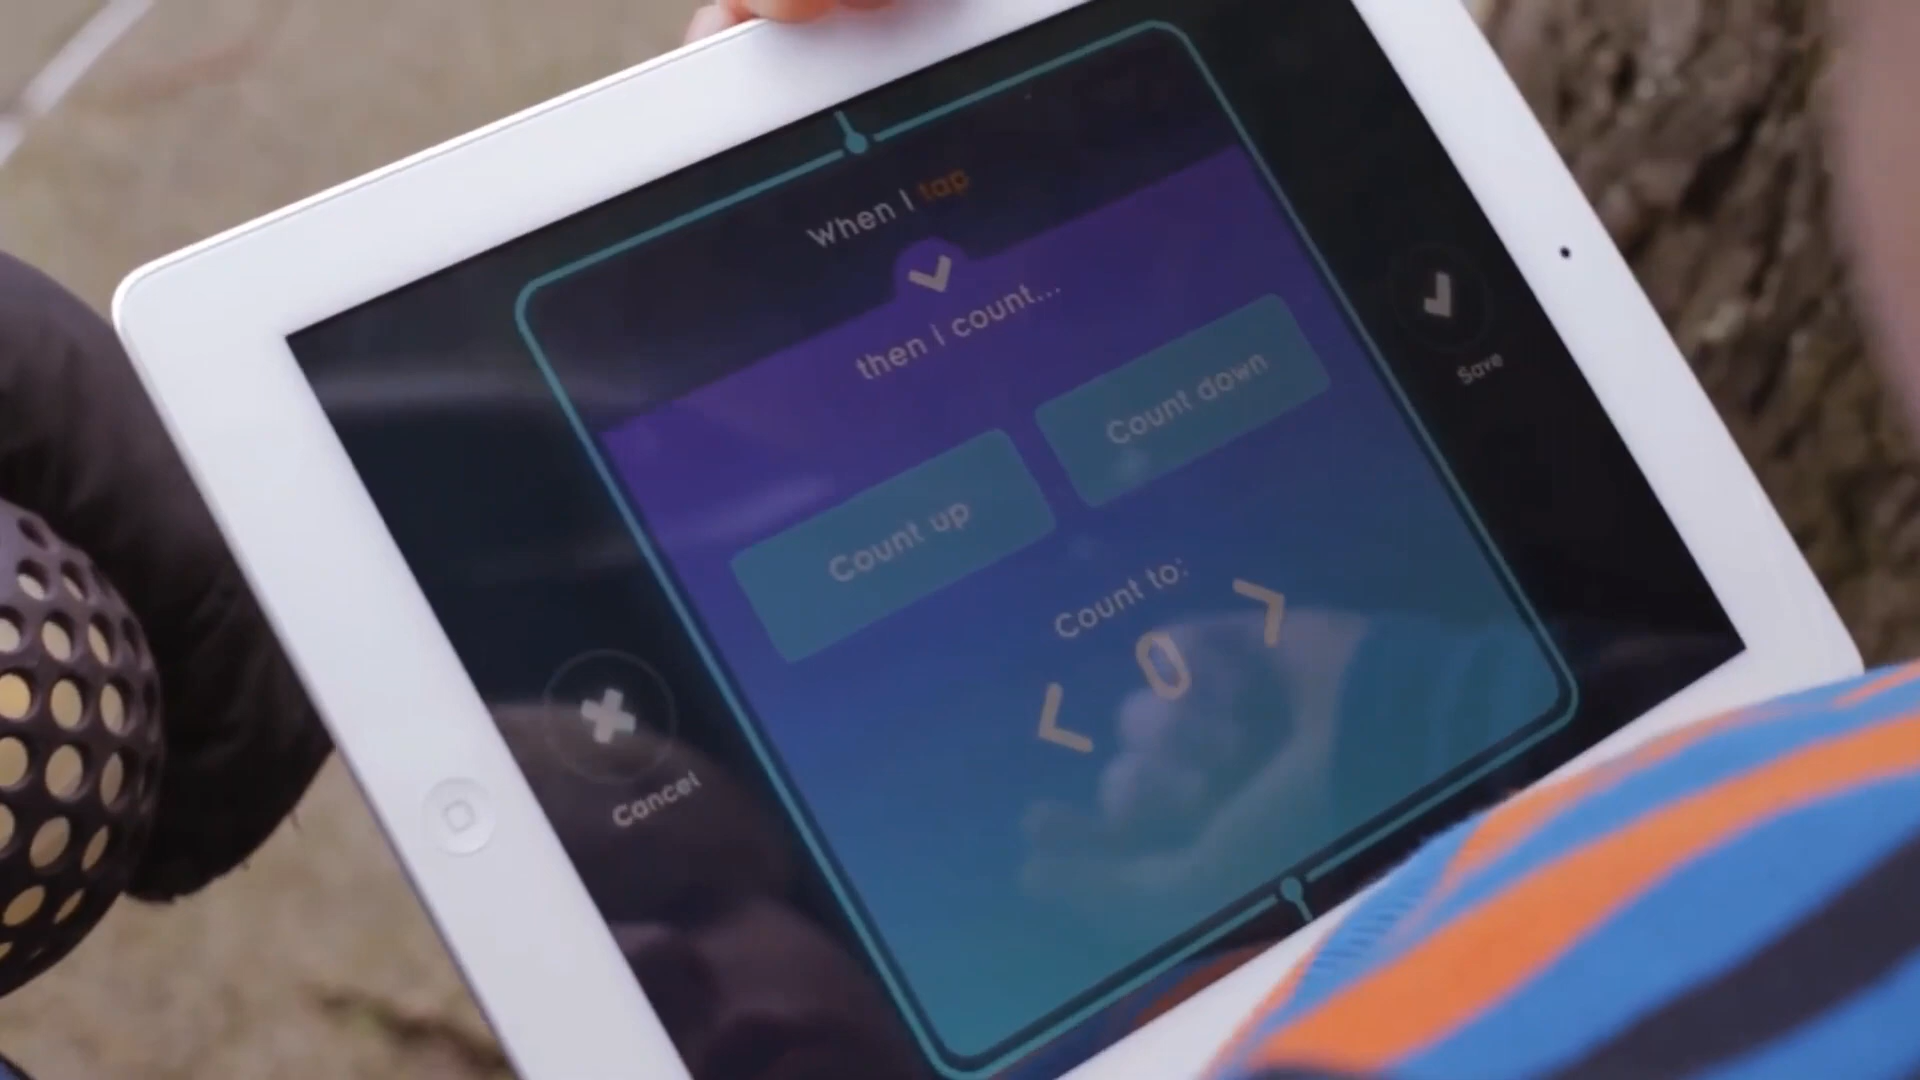 When I tap
then I count...
Count up
Count down
Count to:
0
Cancel
Save